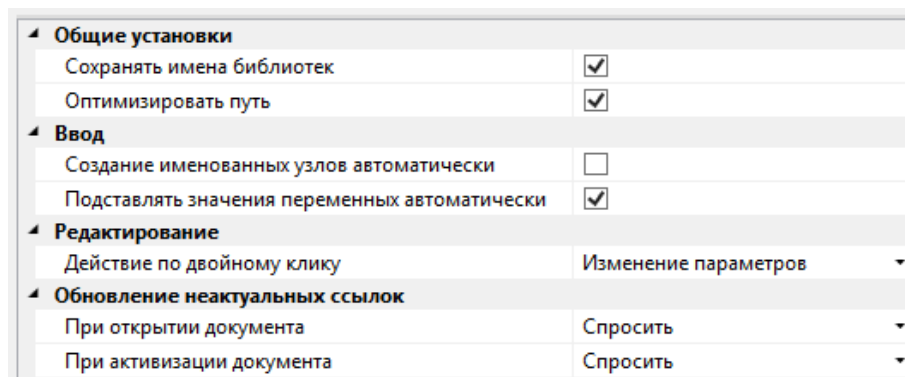 Общие установки
Сохранять имена библиотек
Оптимизировать путь
Ввод
Создание именованных узлов автоматически
Подставлять значения переменных автоматически
Редактирование
Действие по двойному клику Изменение параметров
Обновление неактуальных ссылок
При открытии документа Спросить
При активизации документа Спросить